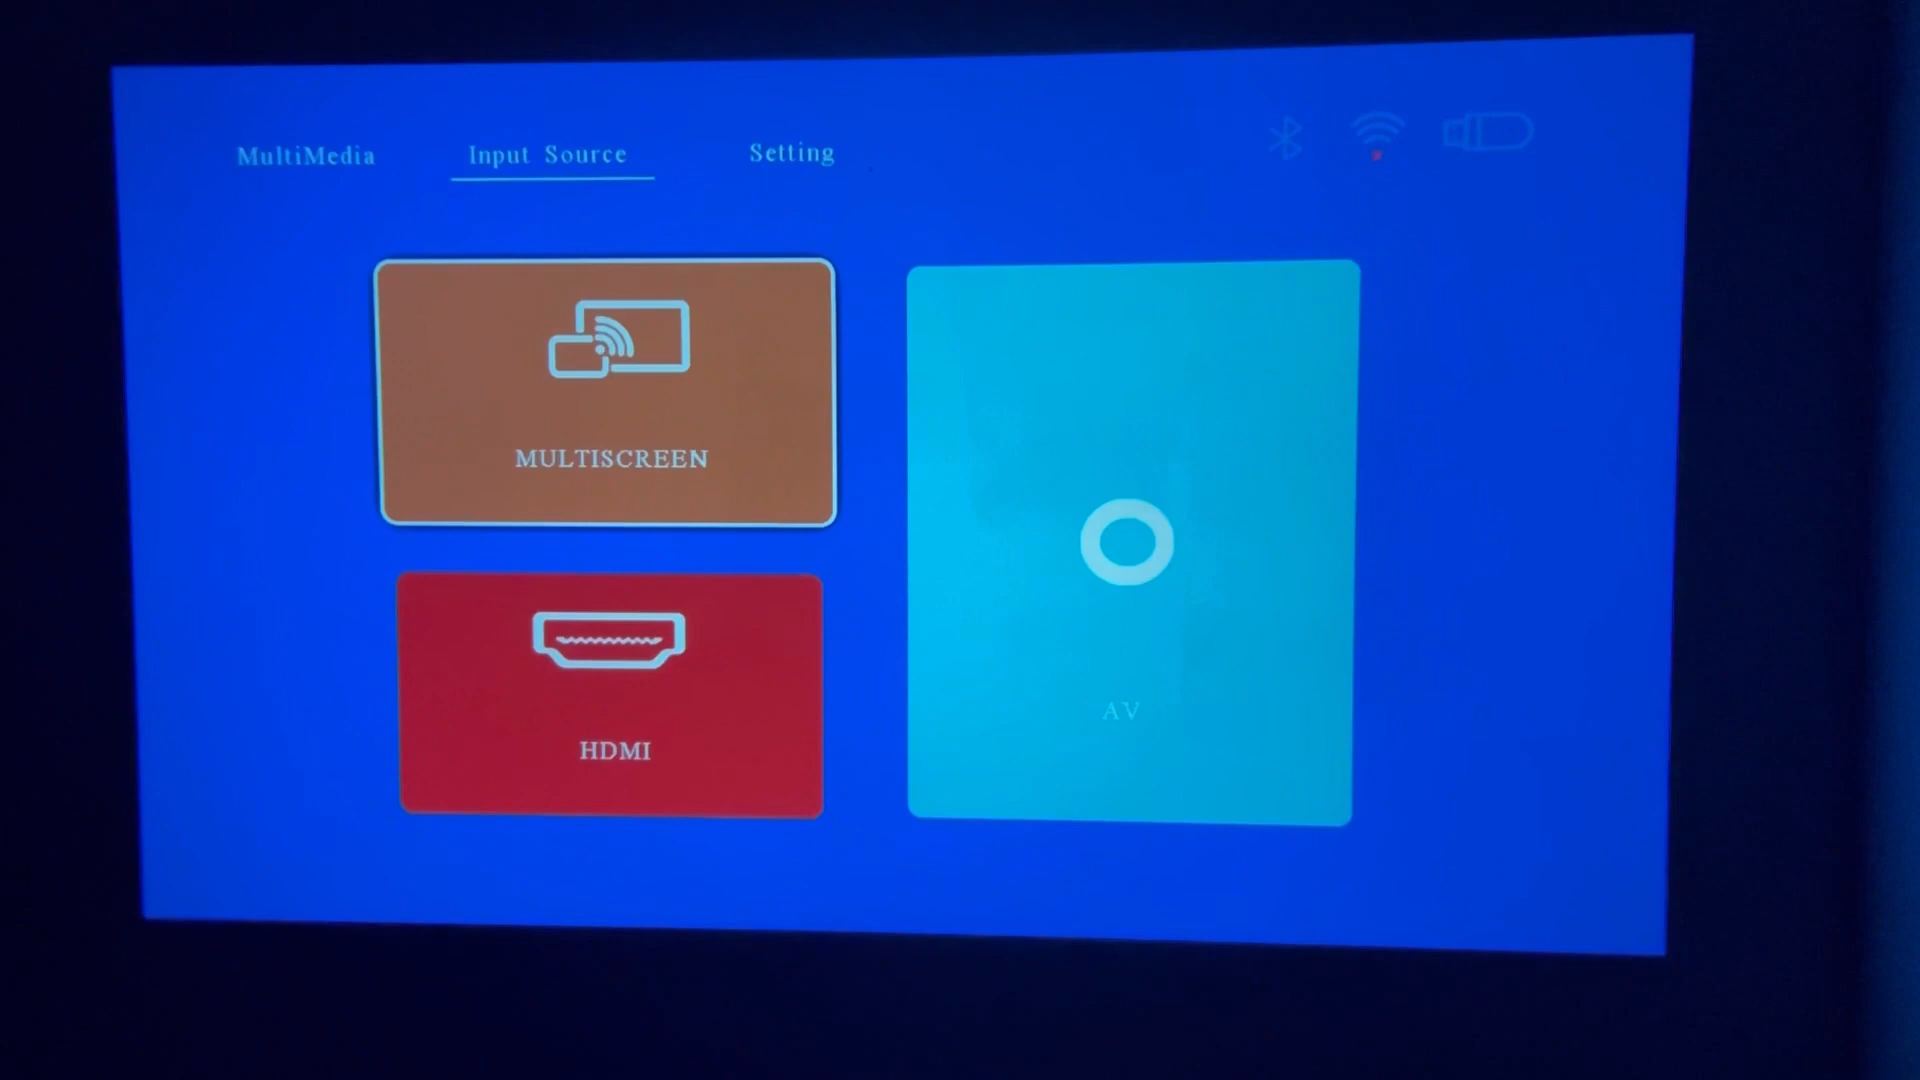 MultiMedia
Input Source
Setting
MULTISCREEN
HDMI
AV